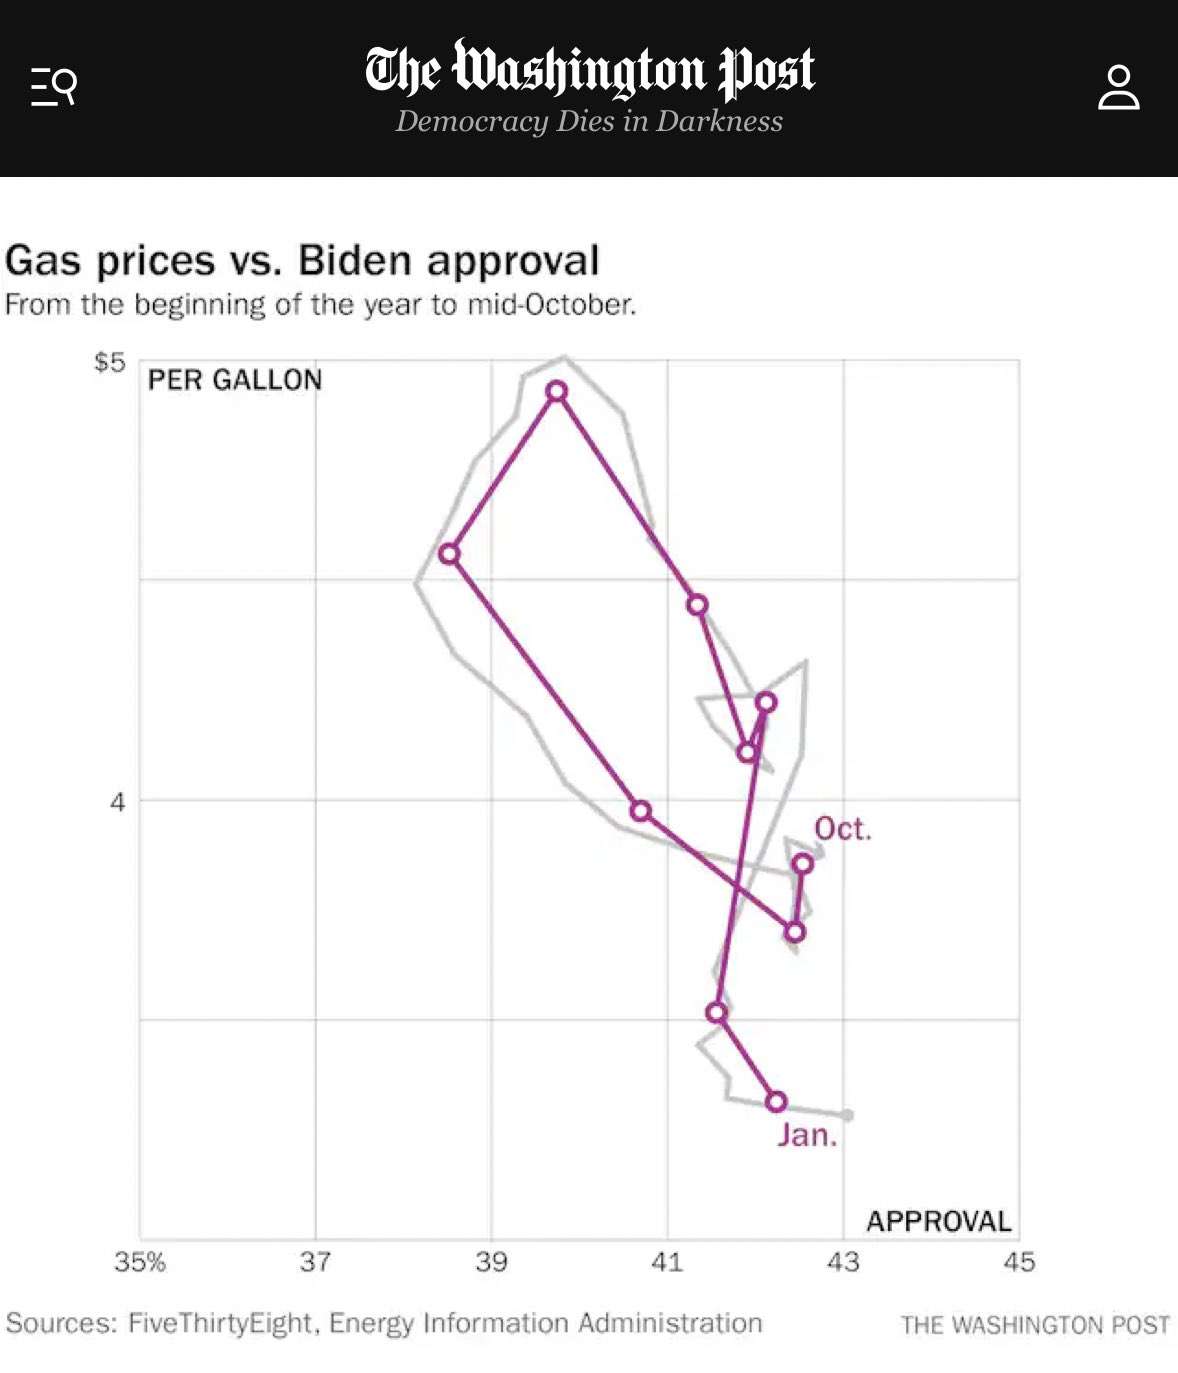 The Washington Post
Democracy Dies in Darkness
Gas prices vs. Biden approval
From the beginning of the year to mid-October.
$5
PER GALLON
4
Oct.
Jan.
APPROVAL
35% 37 39 41 43 45
Sources: FiveThirtyEight, Energy Information Administration THE WASHINGTON POST